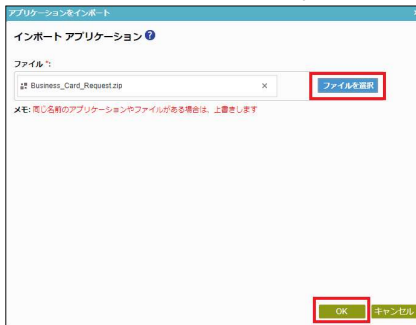 アプリケーションをインポート
インポート アプリケーション ?
ファイル *:
Business_Card_Request.zip ×
ファイルを選択
メモ: 同じ名前のアプリケーションやファイルがある場合は、上書きします
OK キャンセル